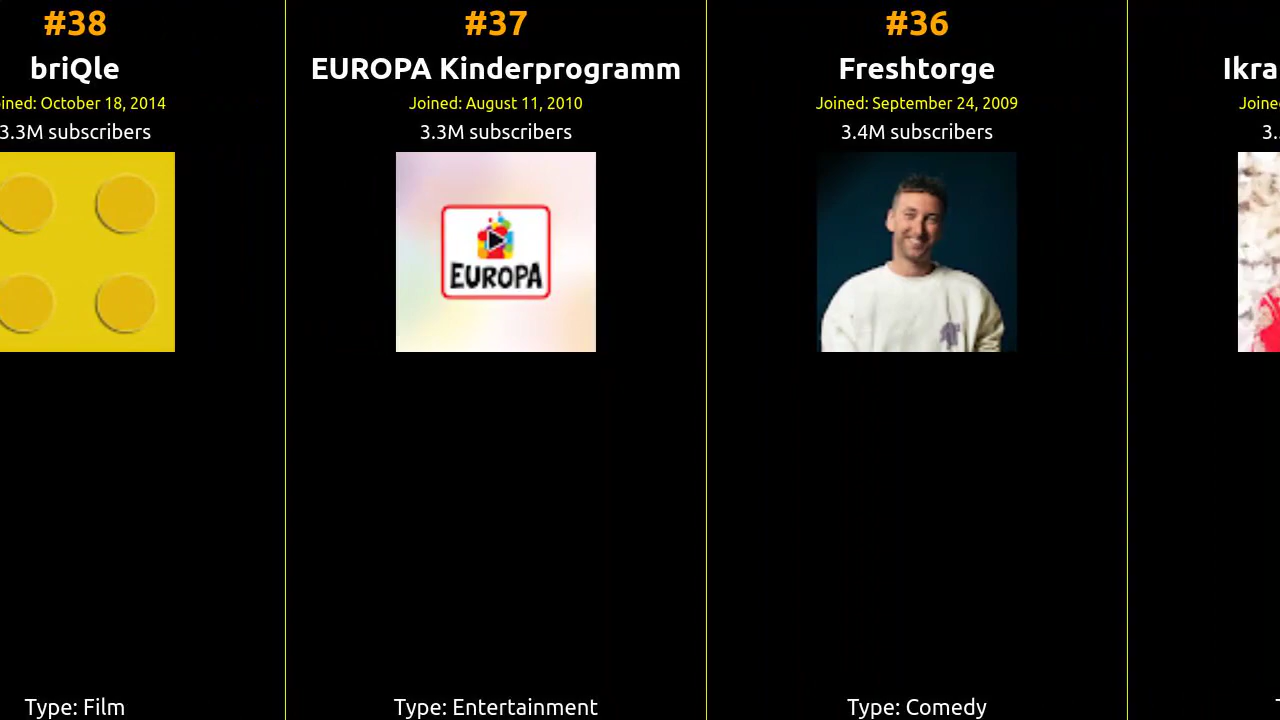 #38
briQle
ined: October 18, 2014
3.3M subscribers
Type: Film
#37
EUROPA Kinderprogramm
Joined: August 11, 2010
3.3M subscribers
EUROPA
Type: Entertainment
#36
Freshtorge
Joined: September 24, 2009
3.4M subscribers
Type: Comedy
Ikra
Joine
3.